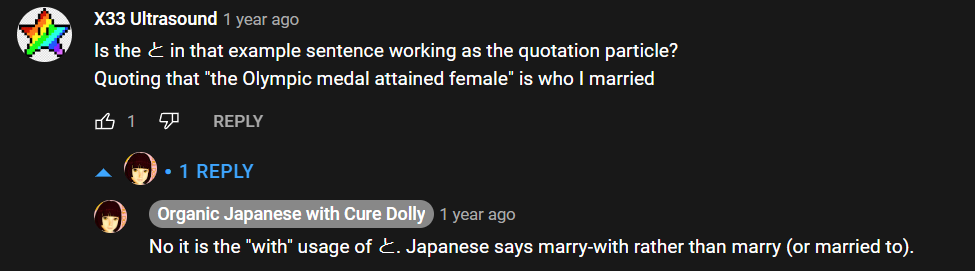 X33 Ultrasound 1 year ago
Is the と in that example sentence working as the quotation particle?
Quoting that "the Olympic medal attained female" is who I married
1 REPLY
• 1 REPLY
Organic Japanese with Cure Dolly 1 year ago
No it is the "with" usage of と. Japanese says marry-with rather than marry (or married to).